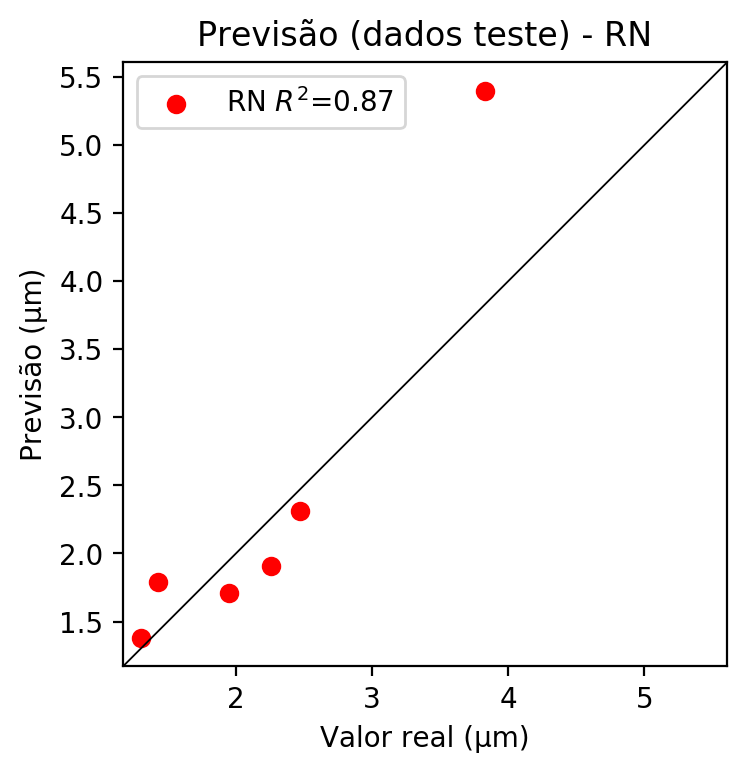 Previsão (dados teste) - RN
RN R²=0.87
5.5
5.0
4.5
4.0
3.5
3.0
2.5
2.0
1.5
Previsão (μm)
2 3 4 5
Valor real (μm)